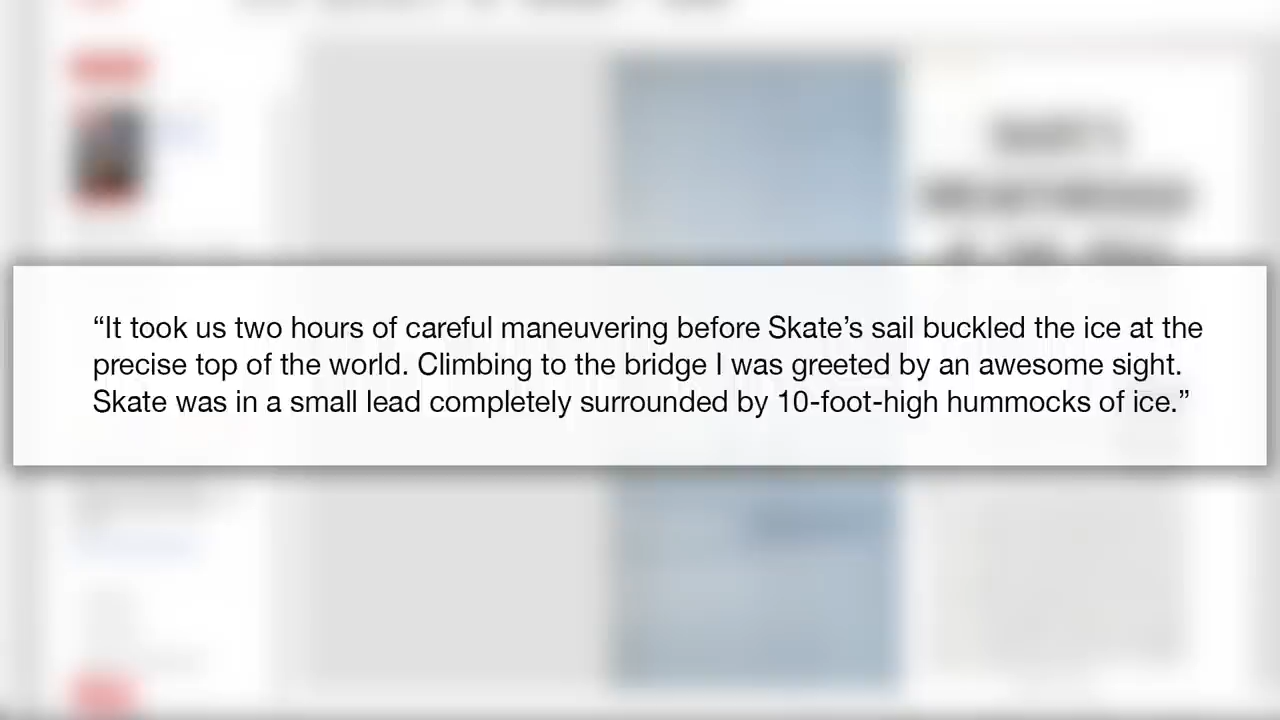 “It took us two hours of careful maneuvering before Skate’s sail buckled the ice at the
precise top of the world. Climbing to the bridge I was greeted by an awesome sight.
Skate was in a small lead completely surrounded by 10-foot-high hummocks of ice.”